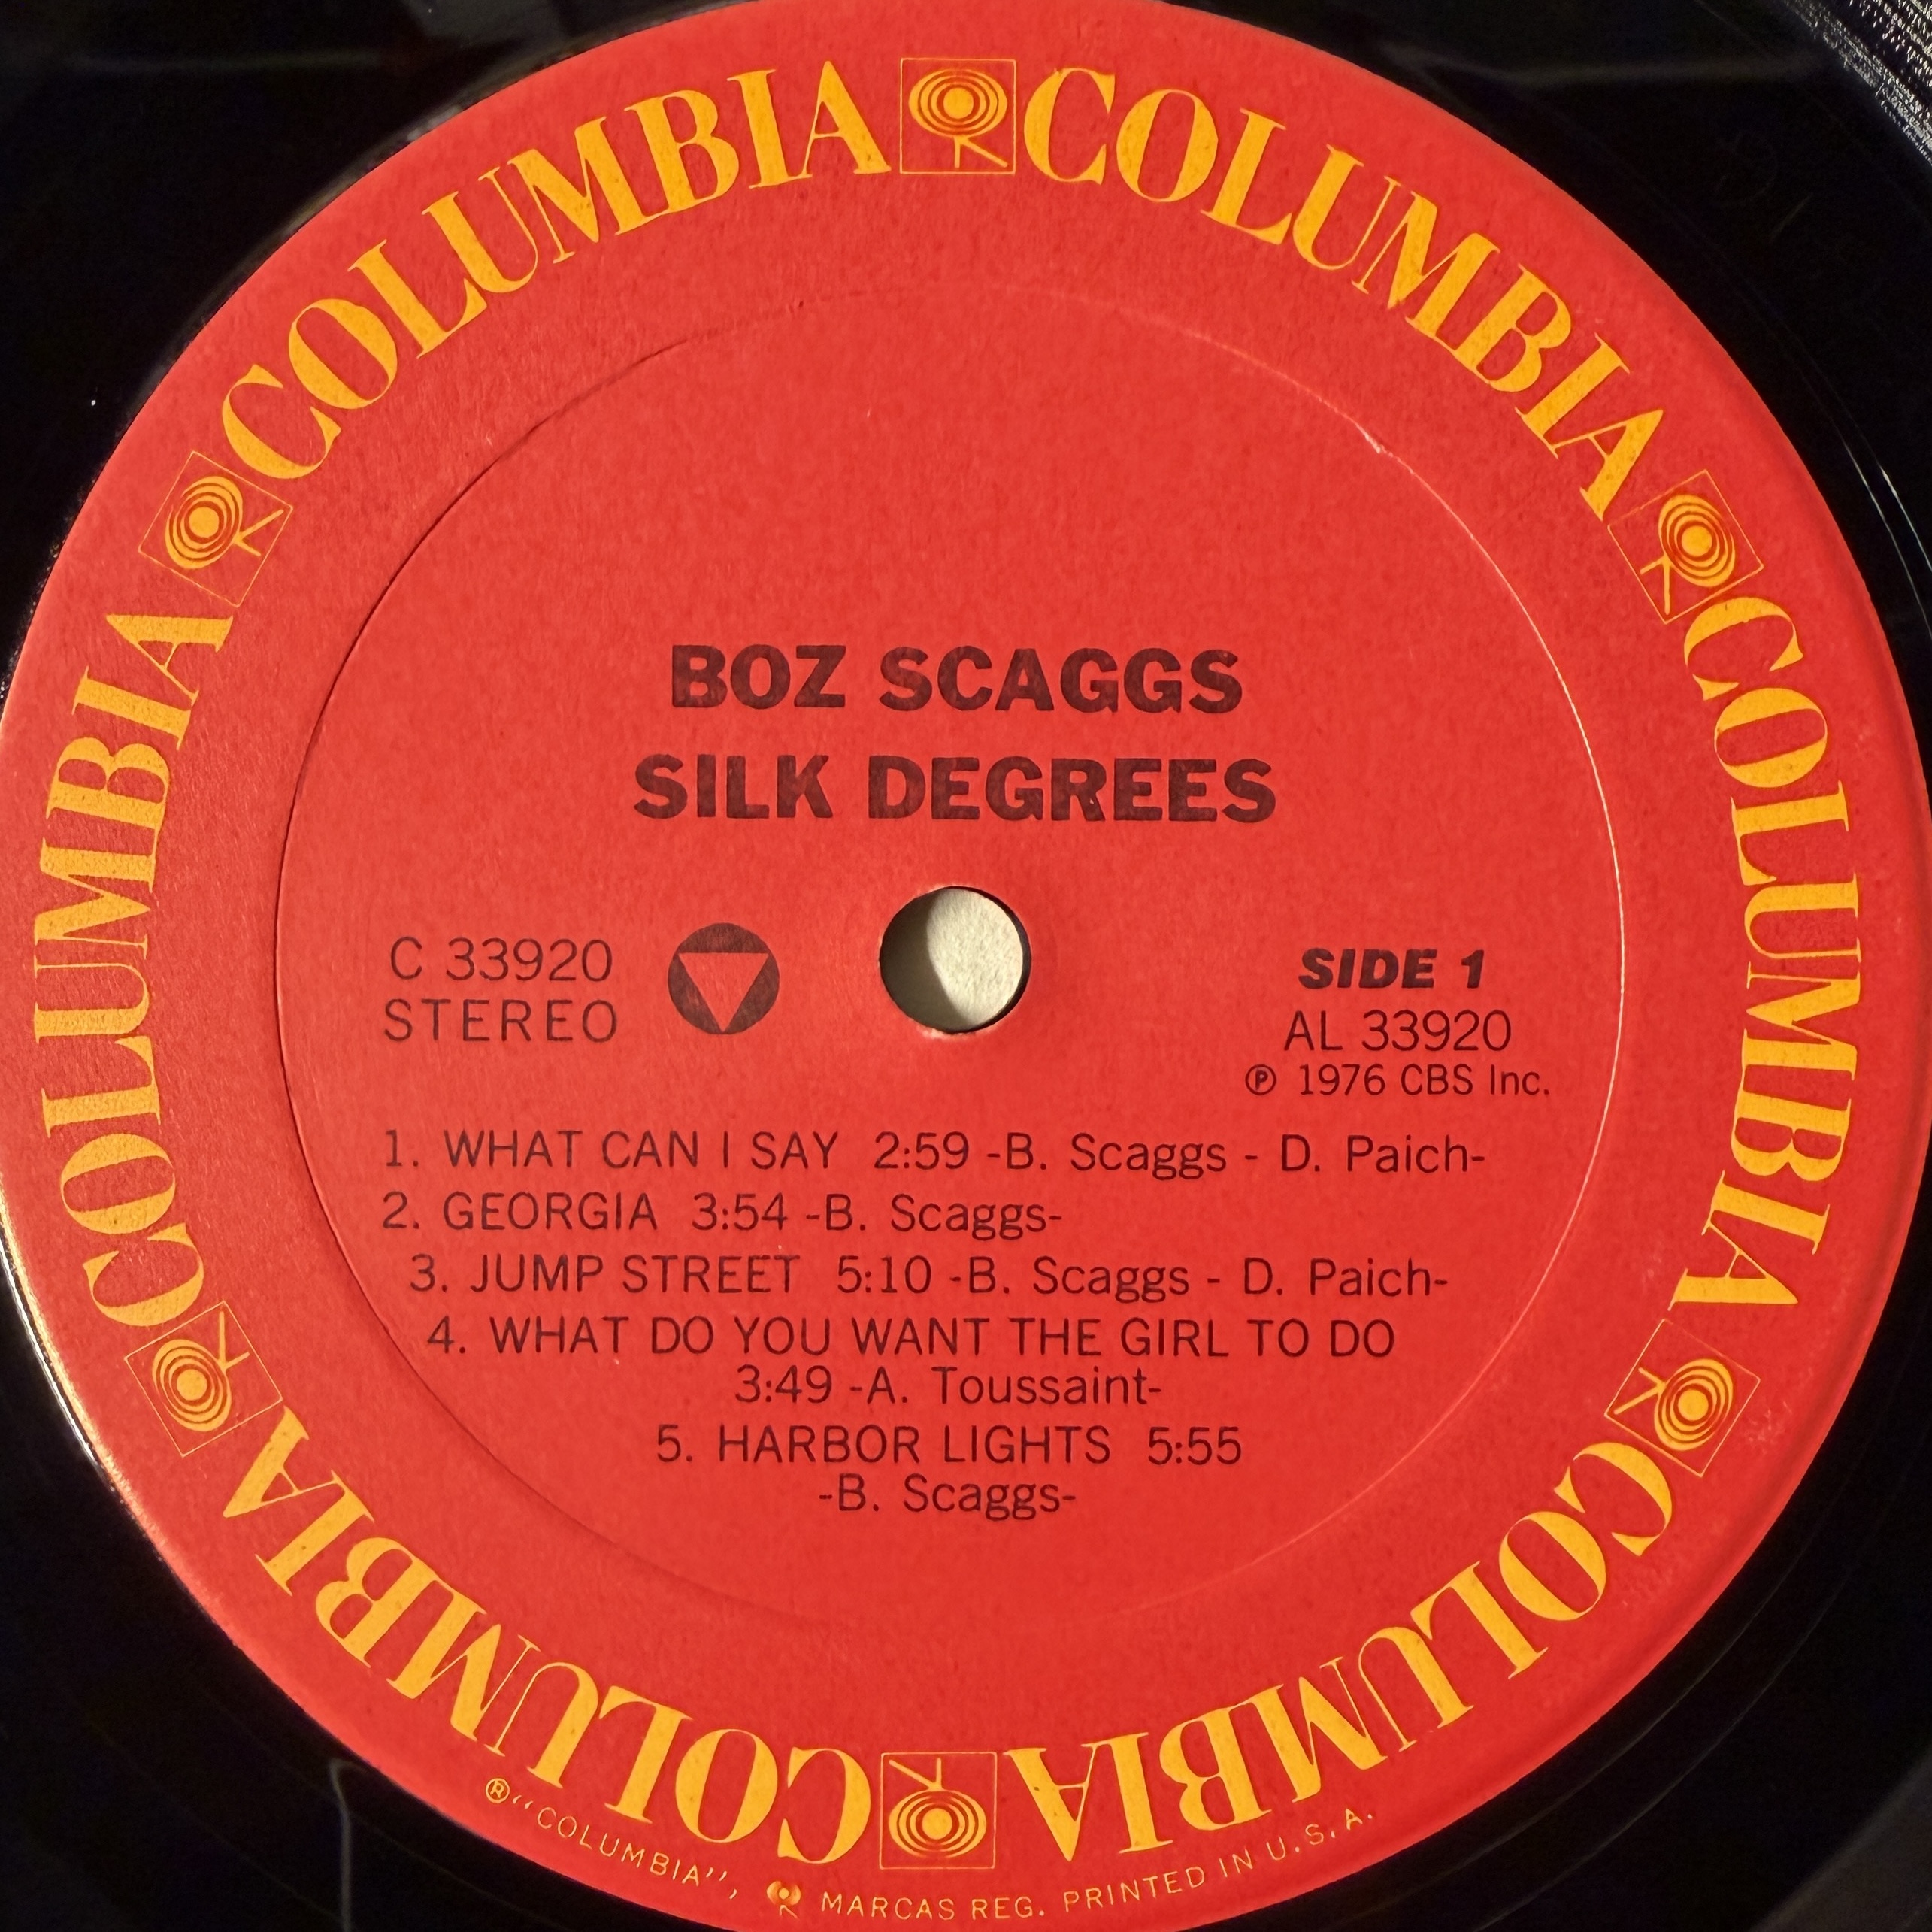 COLUMBIA COLUMBIA COLUMBIA COLUMBIA COLUMBIA COLUMBIA
BOZ SCAGGS
SILK DEGREES
C 33920
STEREO
SIDE 1
AL 33920
℗ 1976 CBS Inc.
1. WHAT CAN I SAY 2:59 -B. Scaggs - D. Paich-
2. GEORGIA 3:54 -B. Scaggs-
3. JUMP STREET 5:10 -B. Scaggs - D. Paich-
4. WHAT DO YOU WANT THE GIRL TO DO
3:49 -A. Toussaint-
5. HARBOR LIGHTS 5:55
-B. Scaggs-
®"COLUMBIA", MARCAS REG. PRINTED IN U.S.A.